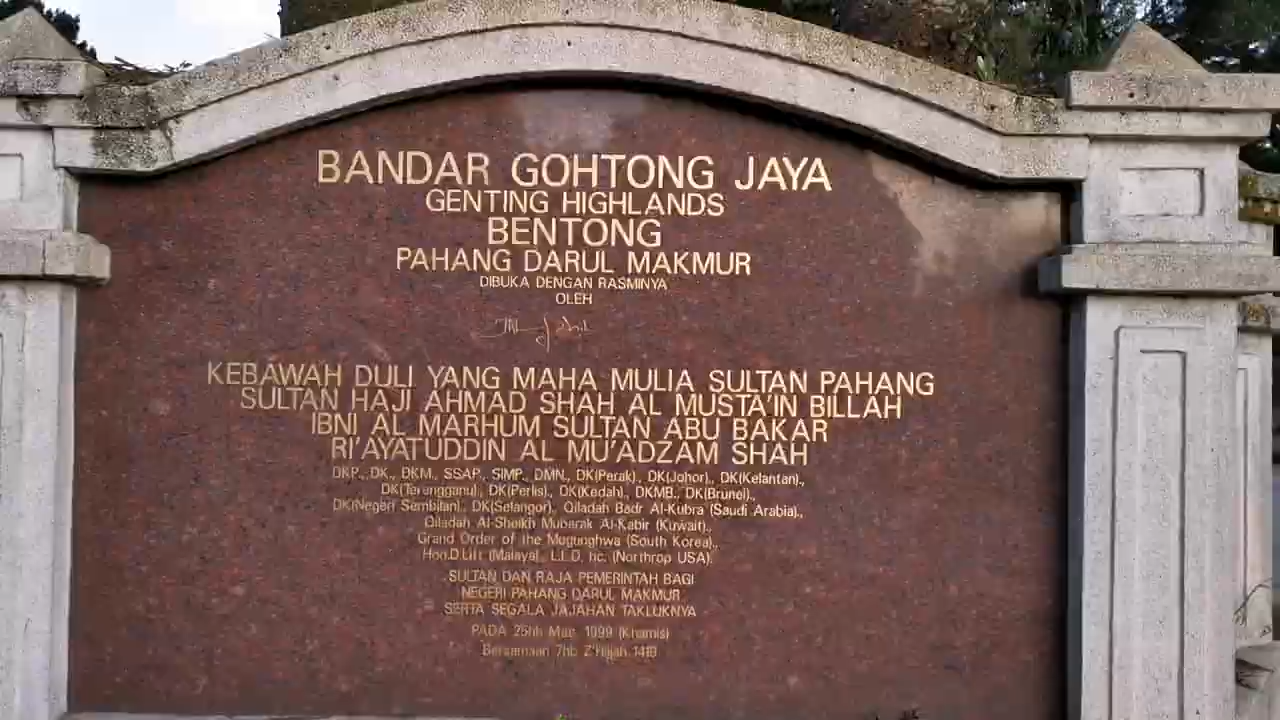 BANDAR GOHTONG JAYA
GENTING HIGHLANDS
BENTONG
PAHANG DARUL MAKMUR
DIBUKA DENGAN RASMINYA
OLEH
KEBAWAH DULI YANG MAHA MULIA SULTAN PAHANG
SULTAN HAJI AHMAD SHAH AL MUSTA'IN BILLAH
IBNI AL MARHUM SULTAN ABU BAKAR
RI'AYATUDDIN AL MU'ADZAM SHAH
DKP., DK., DKM., SSAP., SIMP., DMN., DK(Perak)., DK(Johor)., DK(Kelantan).,
DK(Terengganu)., DK(Perlis)., DK(Kedah)., DKMB., DK(Brunei).,
DK(Negeri Sembilan)., DK(Selangor)., Qiladah Badr Al-Kubra (Saudi Arabia).,
Qiladah Al-Sheikh Mubarak Al-Kabir (Kuwait).,
Grand Order of the Mugunghwa (South Korea).,
Hon.D.Litt (Malaya)., L.L.D. hc. (Northrop USA).
SULTAN DAN RAJA PEMERINTAH BAGI
NEGERI PAHANG DARUL MAKMUR
SERTA SEGALA JAJAHAN TAKLUKNYA
PADA 25hb Mac 1999 (Khamis)
Bersamaan 7hb Z'Hijjah 1419